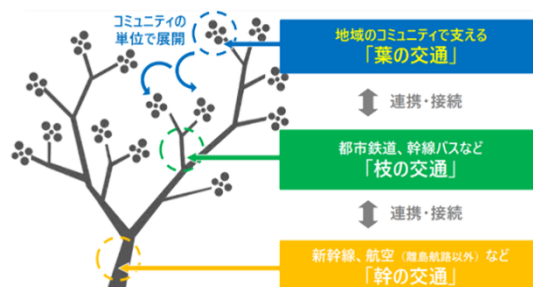 コミュニティの
単位で展開
地域のコミュニティで支える
「葉の交通」
連携・接続
都市鉄道、幹線バスなど
「枝の交通」
連携・接続
新幹線、航空（離島航路以外）など
「幹の交通」